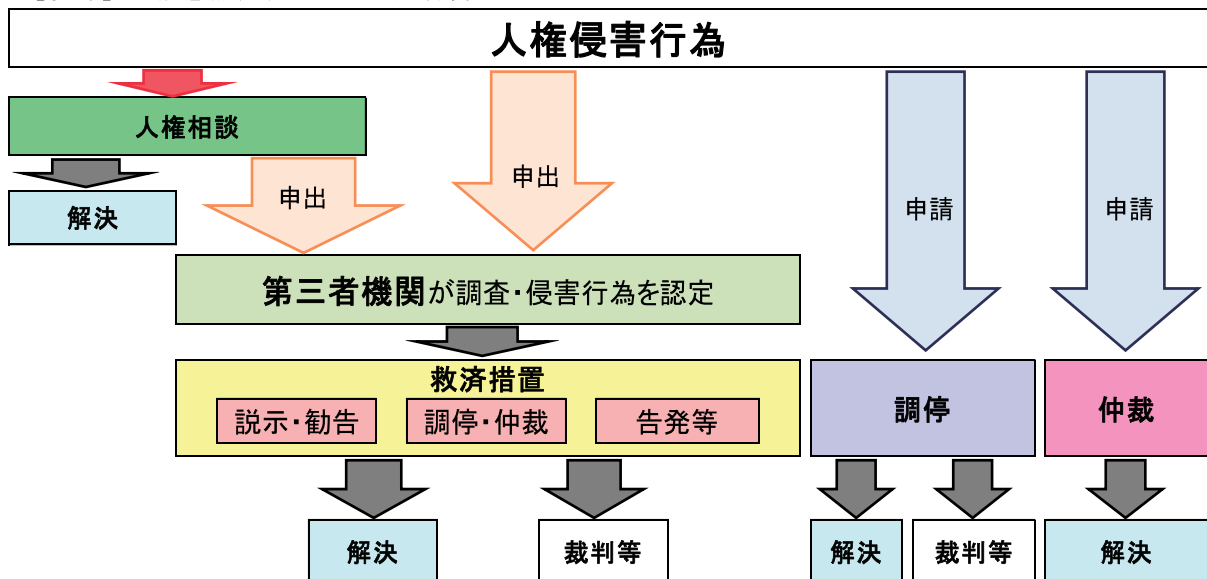 人権侵害行為
人権相談
申出
申出
申請
申請
解決
第三者機関が調査・侵害行為を認定
救済措置
説示・勧告
調停・仲裁
告発等
調停
仲裁
解決
裁判等
解決
裁判等
解決